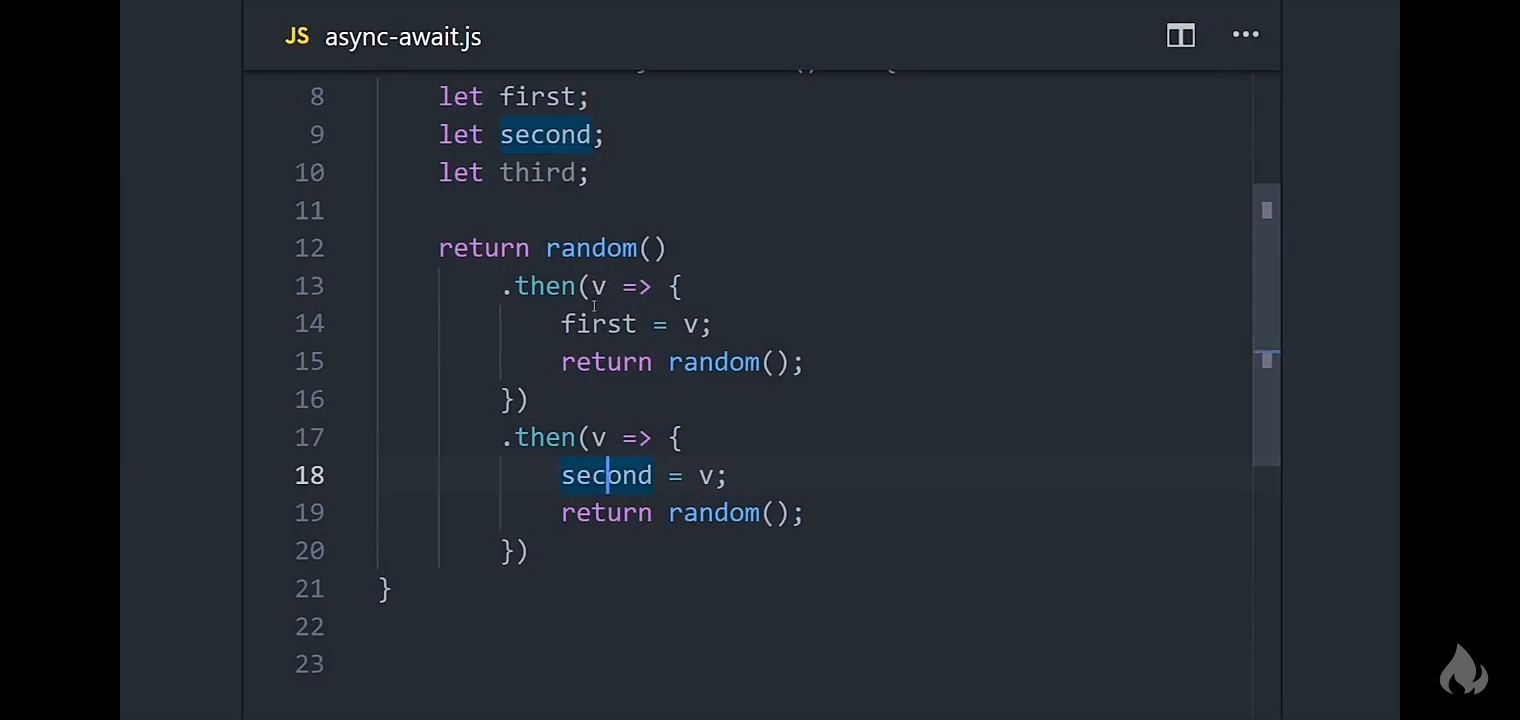 JS async-await.js
8 let first;
9 let second;
10 let third;
11
12 return random()
13 .then(v => {
14 first = v;
15 return random();
16 })
17 .then(v => {
18 second = v;
19 return random();
20 })
21 }
22
23